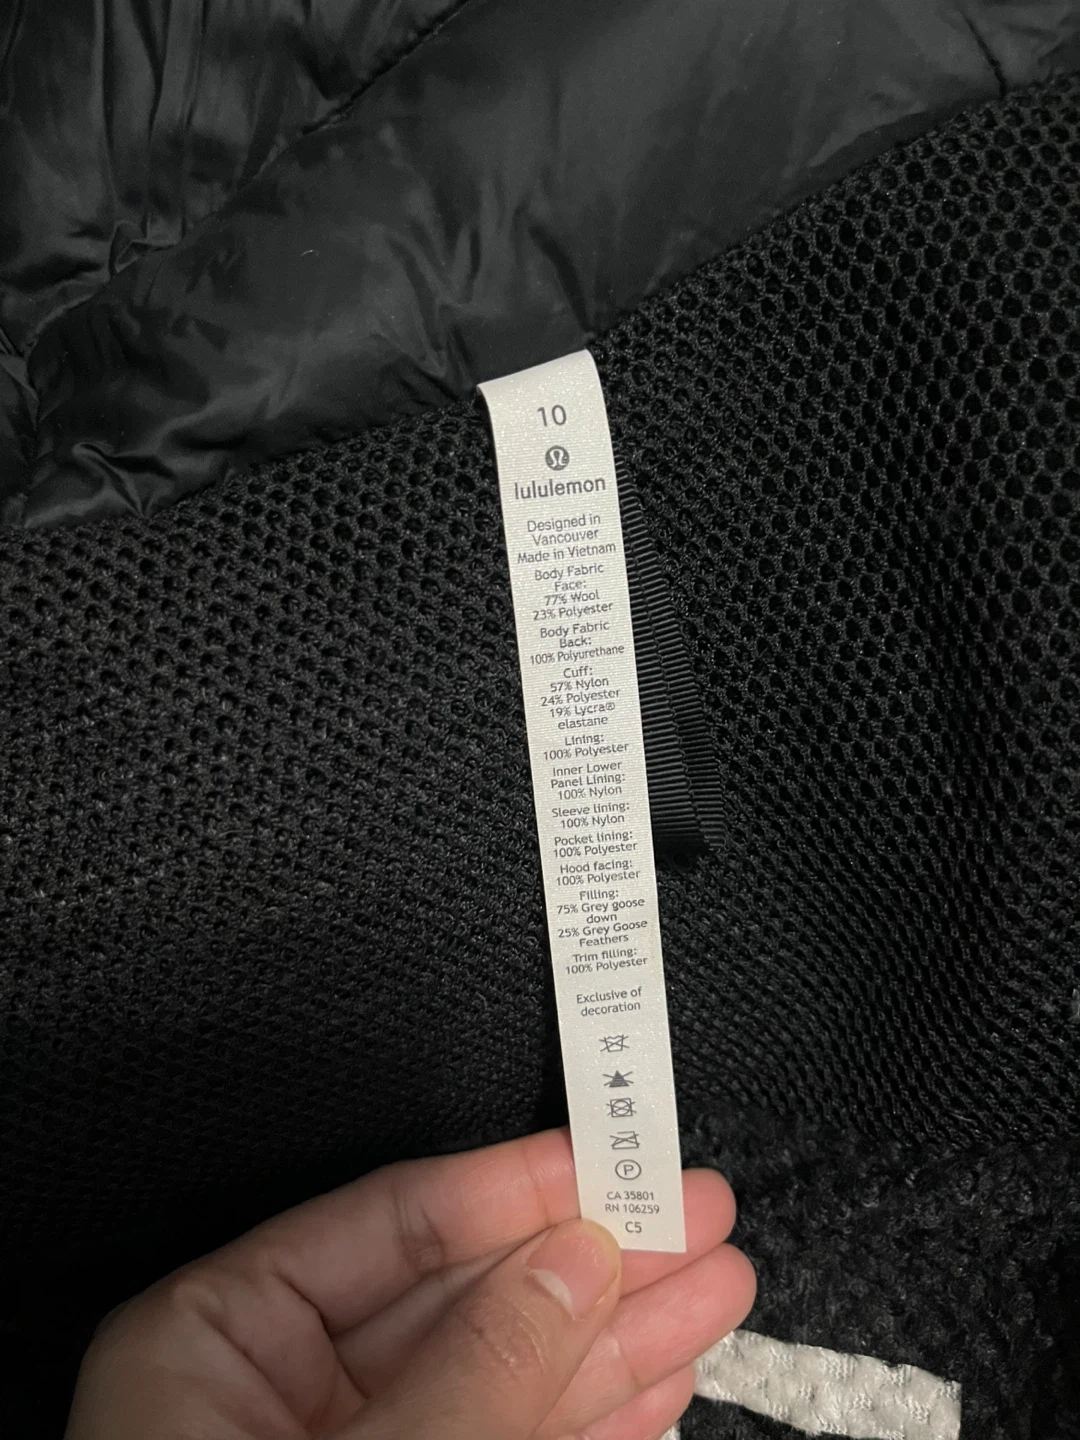 10
lululemon
Designed in
Vancouver
Made in Vietnam
Body Fabric
Face:
77% Wool
23% Polyester
Body Fabric
Back:
100% Polyurethane
Cuff:
57% Nylon
24% Polyester
19% Lycra®
elastane
Lining:
100% Polyester
Inner Lower
Panel Lining:
100% Nylon
Sleeve lining:
100% Nylon
Pocket lining:
100% Polyester
Hood facing:
100% Polyester
Filling:
75% Grey goose
down
25% Grey Goose
Feathers
Trim filling:
100% Polyester
Exclusive of
decoration
P
CA 35801
RN 106259
C5